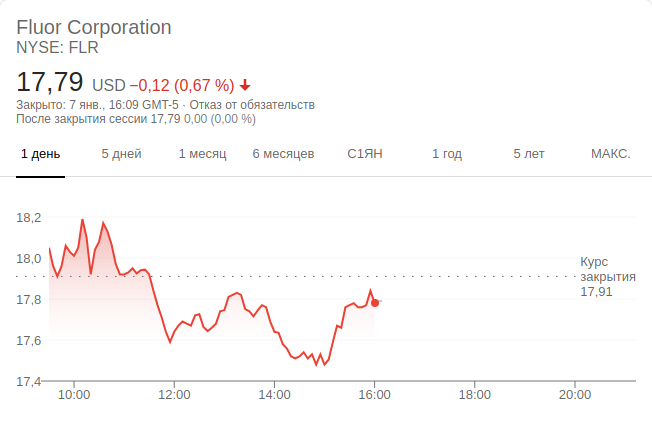 Fluor Corporation
NYSE: FLR
17,79 USD −0,12 (0,67 %)
Закрыто: 7 янв., 16:09 GMT-5 · Отказ от обязательств
После закрытия сессии 17,79 0,00 (0,00 %)
1 день 5 дней 1 месяц 6 месяцев С1ЯН 1 год 5 лет МАКС.
18,2
18,0
17,8
17,6
17,4
Курс
закрытия
17,91
10:00 12:00 14:00 16:00 18:00 20:00